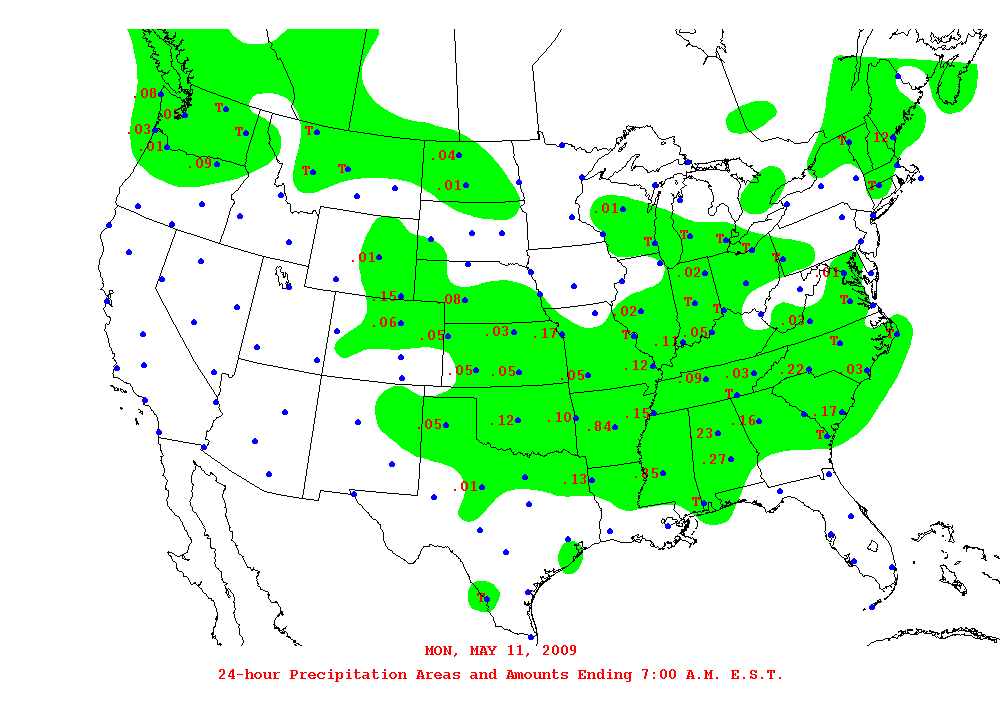 .08
T
.05
.03
T
T
.01
.04
.09
T
T
.01
T
.12
T
.01
T
T
T
T
T
.01
.02
.01
.15
.08
T
T
.02
T
.06
.03
.05
.03
.17
T
.05
T
T
.11
.12
.05
.05
.05
.09
.03
.22
.03
T
.12
.10
.84
.15
.16
.17
.05
.23
T
.27
.01
.13
.35
T
T
MON, MAY 11, 2009
24-hour Precipitation Areas and Amounts Ending 7:00 A.M. E.S.T.